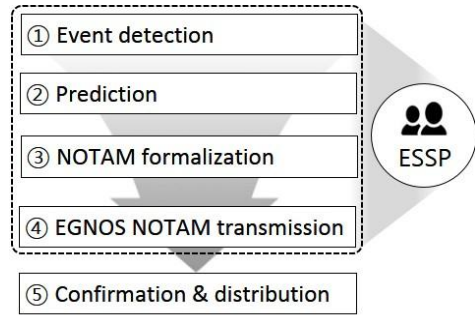 ① Event detection
② Prediction
③ NOTAM formalization
ESSP
④ EGNOS NOTAM transmission
⑤ Confirmation & distribution